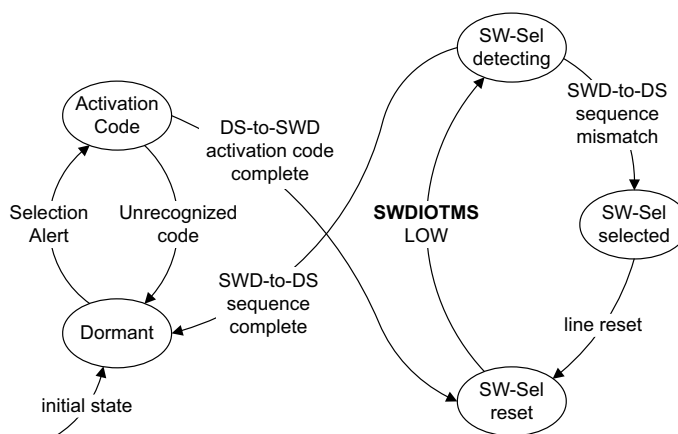 SW-Sel
detecting
Activation
Code
SWD-to-DS
sequence
mismatch
DS-to-SWD
activation code
complete
Selection
Alert
Unrecognized
code
SWDIOTMS
LOW
SW-Sel
selected
SWD-to-DS
sequence
complete
Dormant
line reset
SW-Sel
reset
initial state